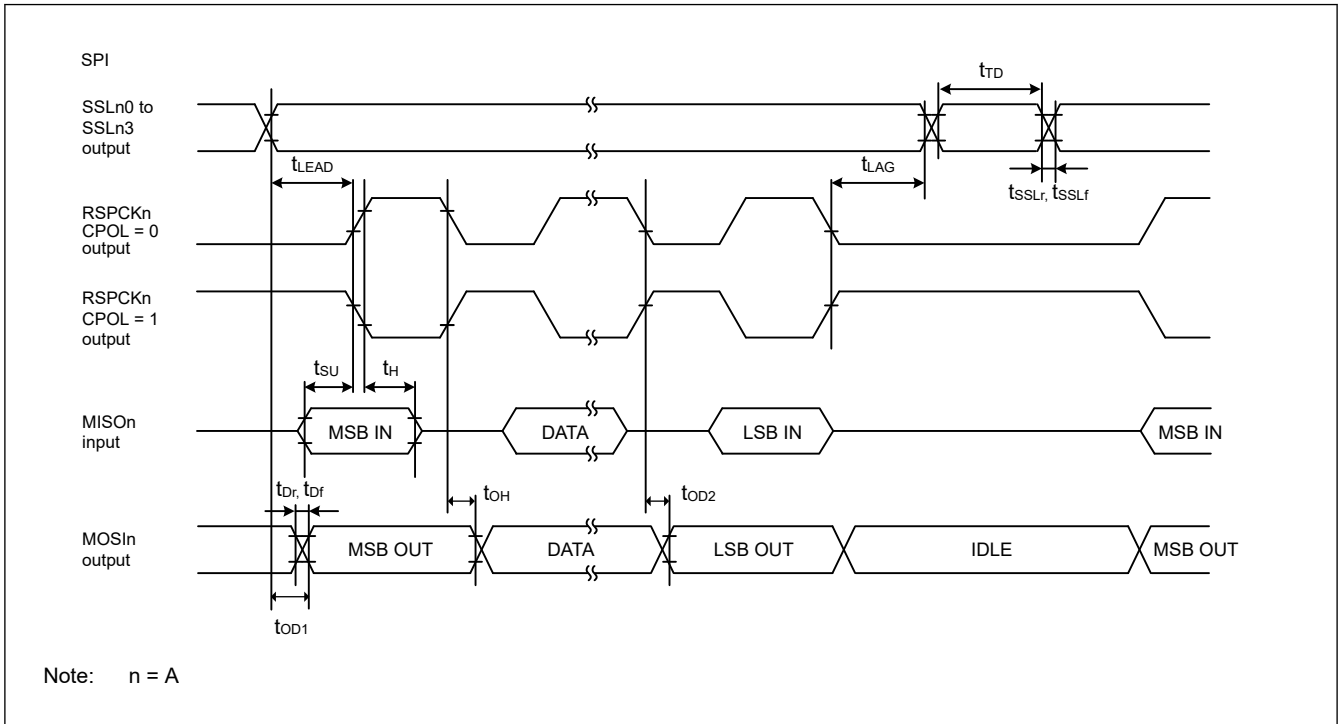 SPI
SSLn0 to
SSLn3
output
tTD
tLEAD
tLAG
tSSLr, tSSLf
RSPCKn
CPOL = 0
output
RSPCKn
CPOL = 1
output
tSU
tH
MISOn
input
MSB IN
DATA
LSB IN
MSB IN
tDr, tDf
tOH
tOD2
MOSIn
output
MSB OUT
DATA
LSB OUT
IDLE
MSB OUT
tOD1
Note: n = A